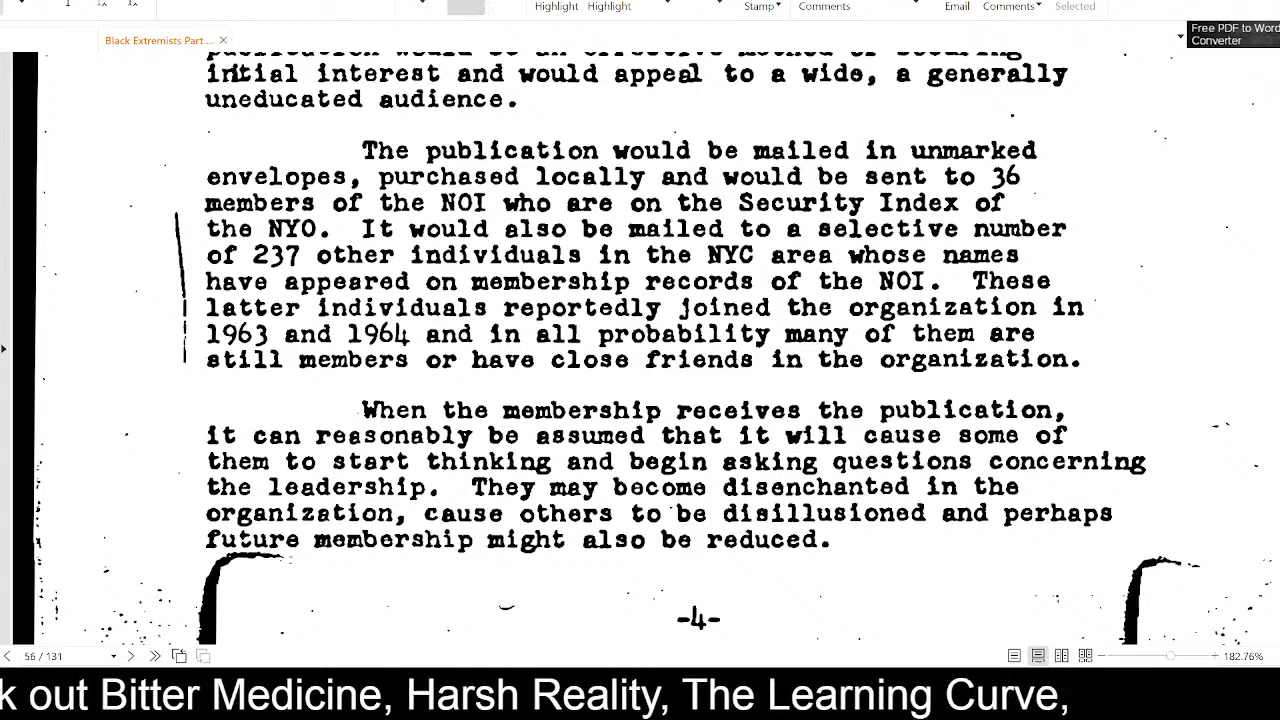 Highlight Highlight Stamp Comments Email Comments Selected
Free PDF to Word
Converter
Black Extremists Part ...
publication would be an effective method of securing
initial interest and would appeal to a wide, a generally
uneducated audience.
The publication would be mailed in unmarked
envelopes, purchased locally and would be sent to 36
members of the NOI who are on the Security Index of
the NYO. It would also be mailed to a selective number
of 237 other individuals in the NYC area whose names
have appeared on membership records of the NOI. These
latter individuals reportedly joined the organization in
1963 and 1964 and in all probability many of them are
still members or have close friends in the organization.
When the membership receives the publication,
it can reasonably be assumed that it will cause some of
them to start thinking and begin asking questions concerning
the leadership. They may become disenchanted in the
organization, cause others to be disillusioned and perhaps
future membership might also be reduced.
-4-
56 / 131
182.76%
k out Bitter Medicine, Harsh Reality, The Learning Curve,